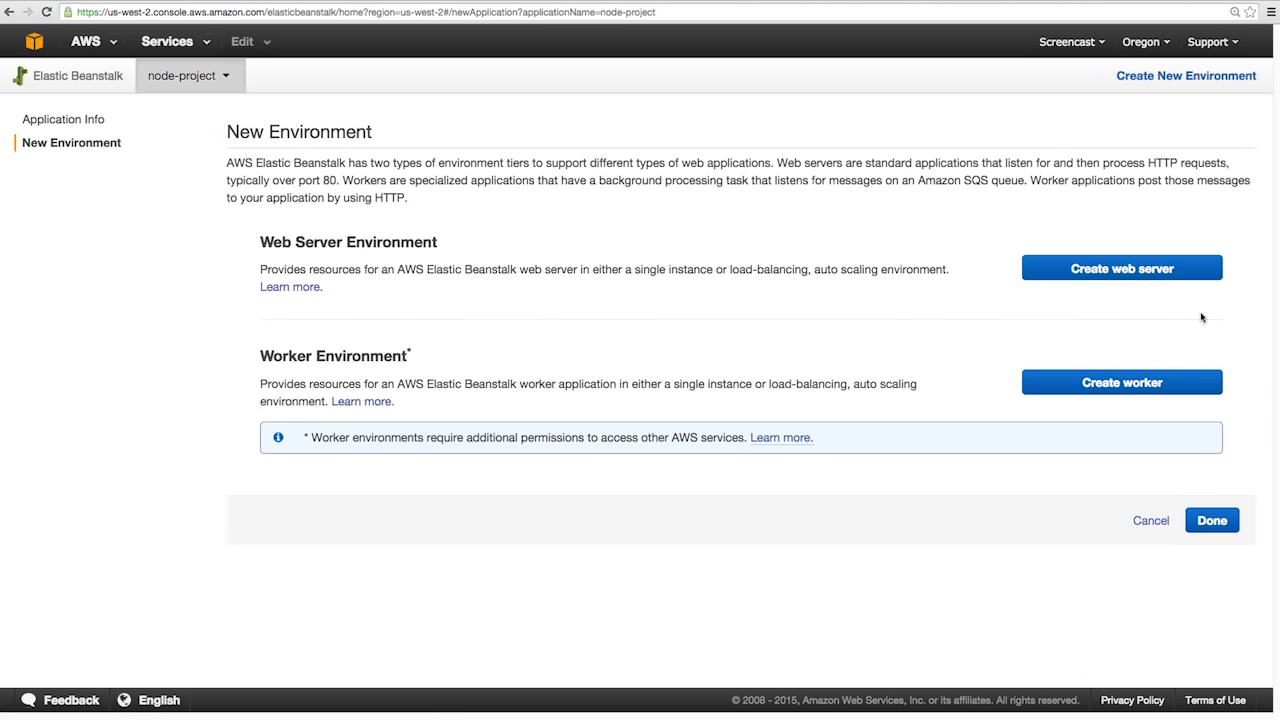 https://us-west-2.console.aws.amazon.com/elasticbeanstalk/home?region=us-west-2#/newApplication?applicationName=node-project
AWS Services Edit Screencast Oregon Support
Elastic Beanstalk node-project Create New Environment
Application Info
New Environment
New Environment
AWS Elastic Beanstalk has two types of environment tiers to support different types of web applications. Web servers are standard applications that listen for and then process HTTP requests,
typically over port 80. Workers are specialized applications that have a background processing task that listens for messages on an Amazon SQS queue. Worker applications post those messages
to your application by using HTTP.
Web Server Environment
Provides resources for an AWS Elastic Beanstalk web server in either a single instance or load-balancing, auto scaling environment.
Learn more.
Create web server
Worker Environment*
Provides resources for an AWS Elastic Beanstalk worker application in either a single instance or load-balancing, auto scaling
environment. Learn more.
Create worker
* Worker environments require additional permissions to access other AWS services. Learn more.
Cancel Done
Feedback English © 2008 - 2015, Amazon Web Services, Inc. or its affiliates. All rights reserved. Privacy Policy Terms of Use